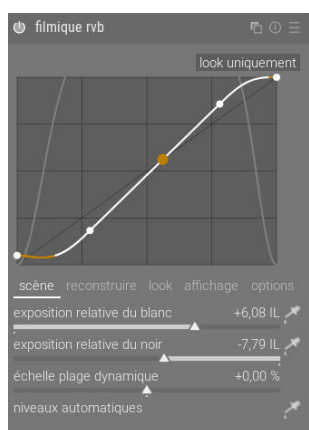 filmique rvb
look uniquement
scène reconstruire look affichage options
exposition relative du blanc +6,08 IL
exposition relative du noir -7,79 IL
échelle plage dynamique +0,00 %
niveaux automatiques